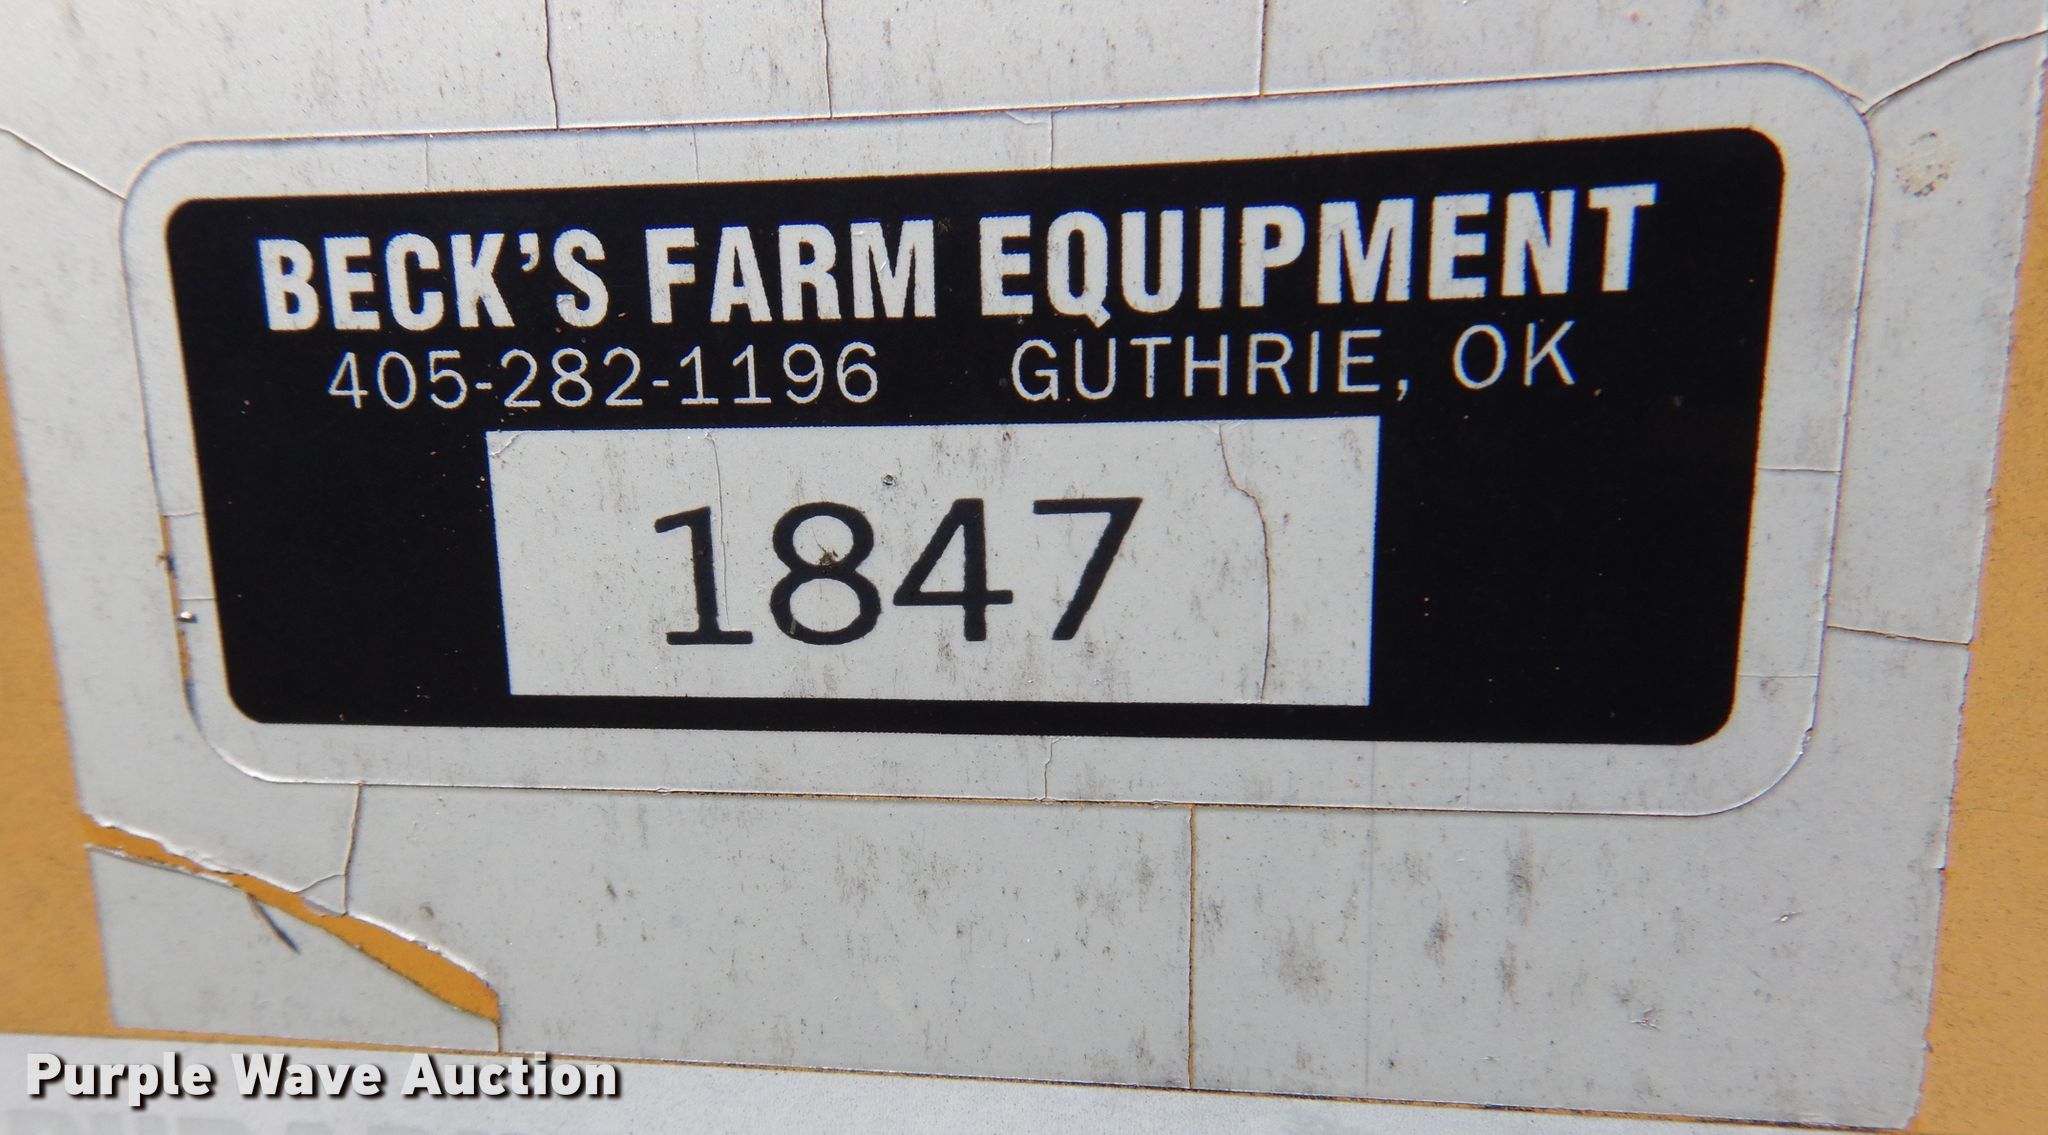 BECK'S FARM EQUIPMENT
405-282-1196 GUTHRIE, OK
1847
Purple Wave Auction